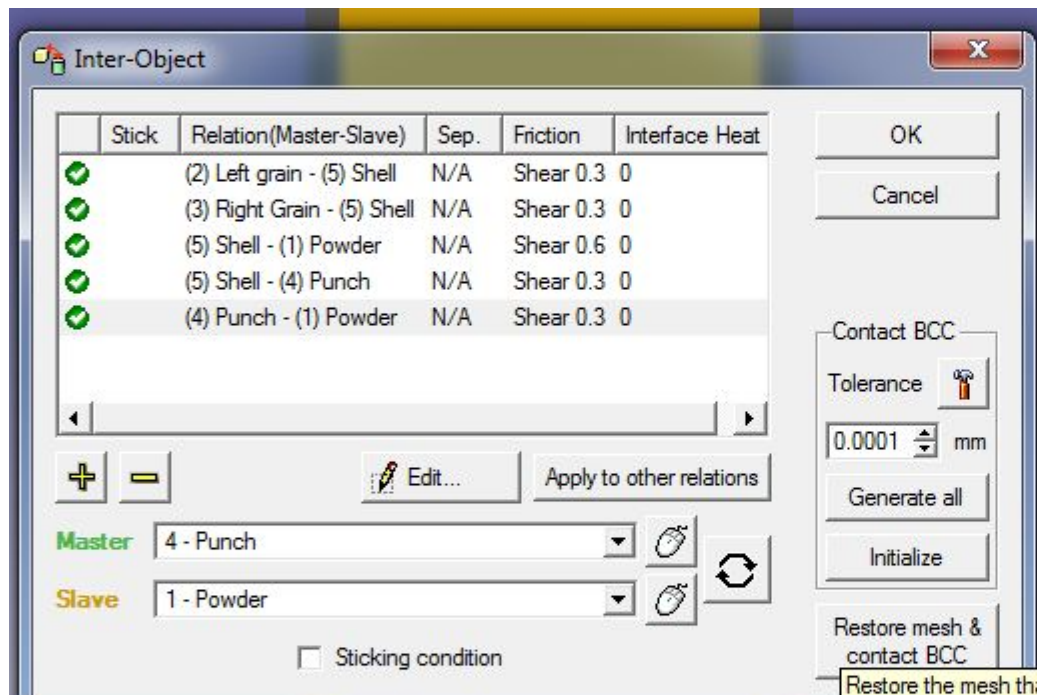 Inter-Object
Stick Relation(Master-Slave) Sep. Friction Interface Heat
(2) Left grain - (5) Shell N/A Shear 0.3 0
(3) Right Grain - (5) Shell N/A Shear 0.3 0
(5) Shell - (1) Powder N/A Shear 0.6 0
(5) Shell - (4) Punch N/A Shear 0.3 0
(4) Punch - (1) Powder N/A Shear 0.3 0
Edit...
Apply to other relations
Master 4 - Punch
Slave 1 - Powder
Sticking condition
OK
Cancel
Contact BCC
Tolerance
0.0001 mm
Generate all
Initialize
Restore mesh &
contact BCC
Restore the mesh